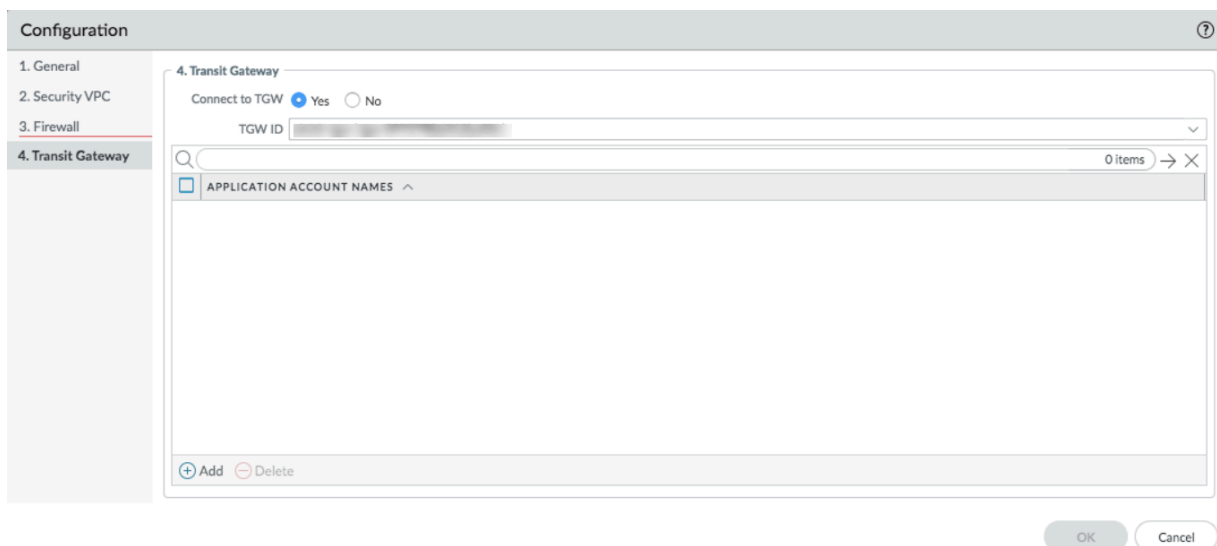 Configuration
?
1. General
2. Security VPC
3. Firewall
4. Transit Gateway
4. Transit Gateway
Connect to TGW Yes No
TGW ID
0 items
APPLICATION ACCOUNT NAMES
Add Delete
OK Cancel